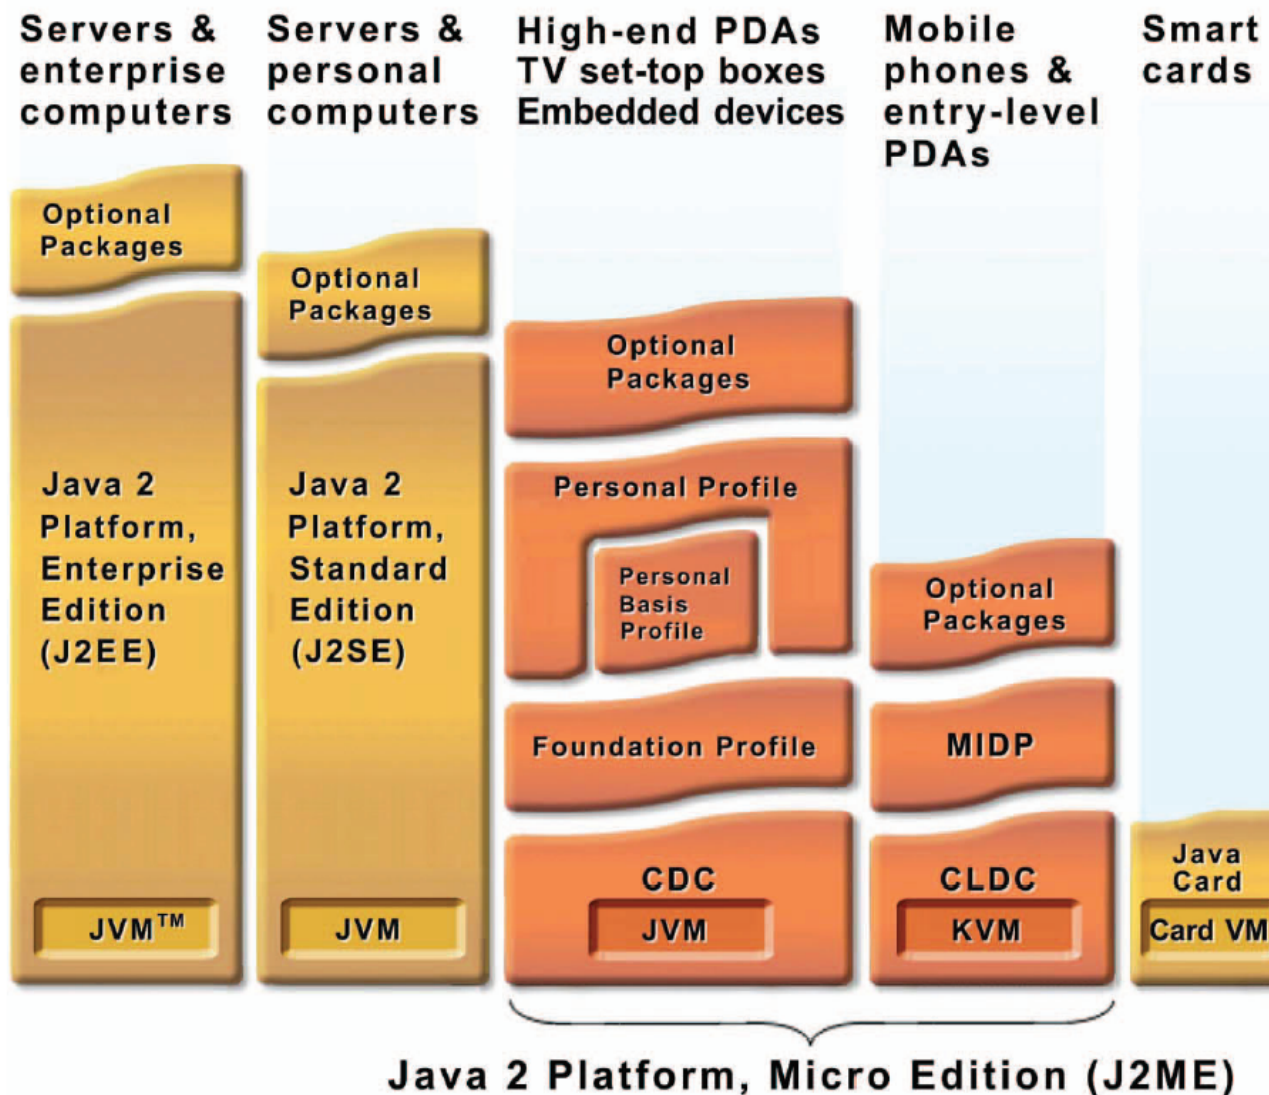 Servers &
enterprise
computers
Servers &
personal
computers
High-end PDAs
TV set-top boxes
Embedded devices
Mobile
phones &
entry-level
PDAs
Smart
cards
Optional
Packages
Java 2
Platform,
Enterprise
Edition
(J2EE)
JVM™
Optional
Packages
Java 2
Platform,
Standard
Edition
(J2SE)
JVM
Optional
Packages
Personal Profile
Personal
Basis
Profile
Foundation Profile
CDC
JVM
Optional
Packages
MIDP
CLDC
KVM
Java
Card
Card VM
Java 2 Platform, Micro Edition (J2ME)